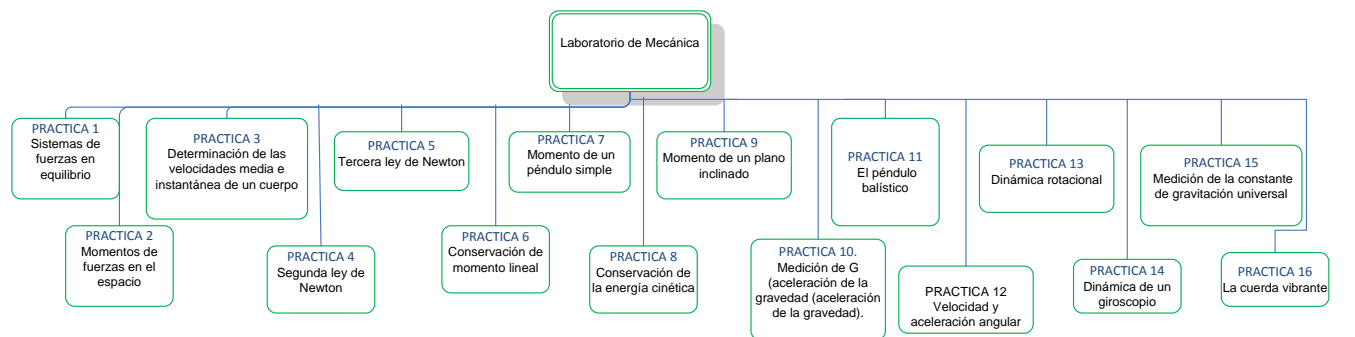 Laboratorio de Mecánica
PRACTICA 1
Sistemas de
fuerzas en
equilibrio
PRACTICA 2
Momentos de
fuerzas en el
espacio
PRACTICA 3
Determinación de las
velocidades media e
instantánea de un cuerpo
PRACTICA 4
Segunda ley de
Newton
PRACTICA 5
Tercera ley de Newton
PRACTICA 6
Conservación de
momento lineal
PRACTICA 7
Momento de un
péndulo simple
PRACTICA 8
Conservación de
la energía cinética
PRACTICA 9
Momento de un plano
inclinado
PRACTICA 10.
Medición de G
(aceleración de la
gravedad (aceleración
de la gravedad).
PRACTICA 11
El péndulo
balístico
PRACTICA 12
Velocidad y
aceleración angular
PRACTICA 13
Dinámica rotacional
PRACTICA 14
Dinámica de un
giroscopio
PRACTICA 15
Medición de la constante
de gravitación universal
PRACTICA 16
La cuerda vibrante